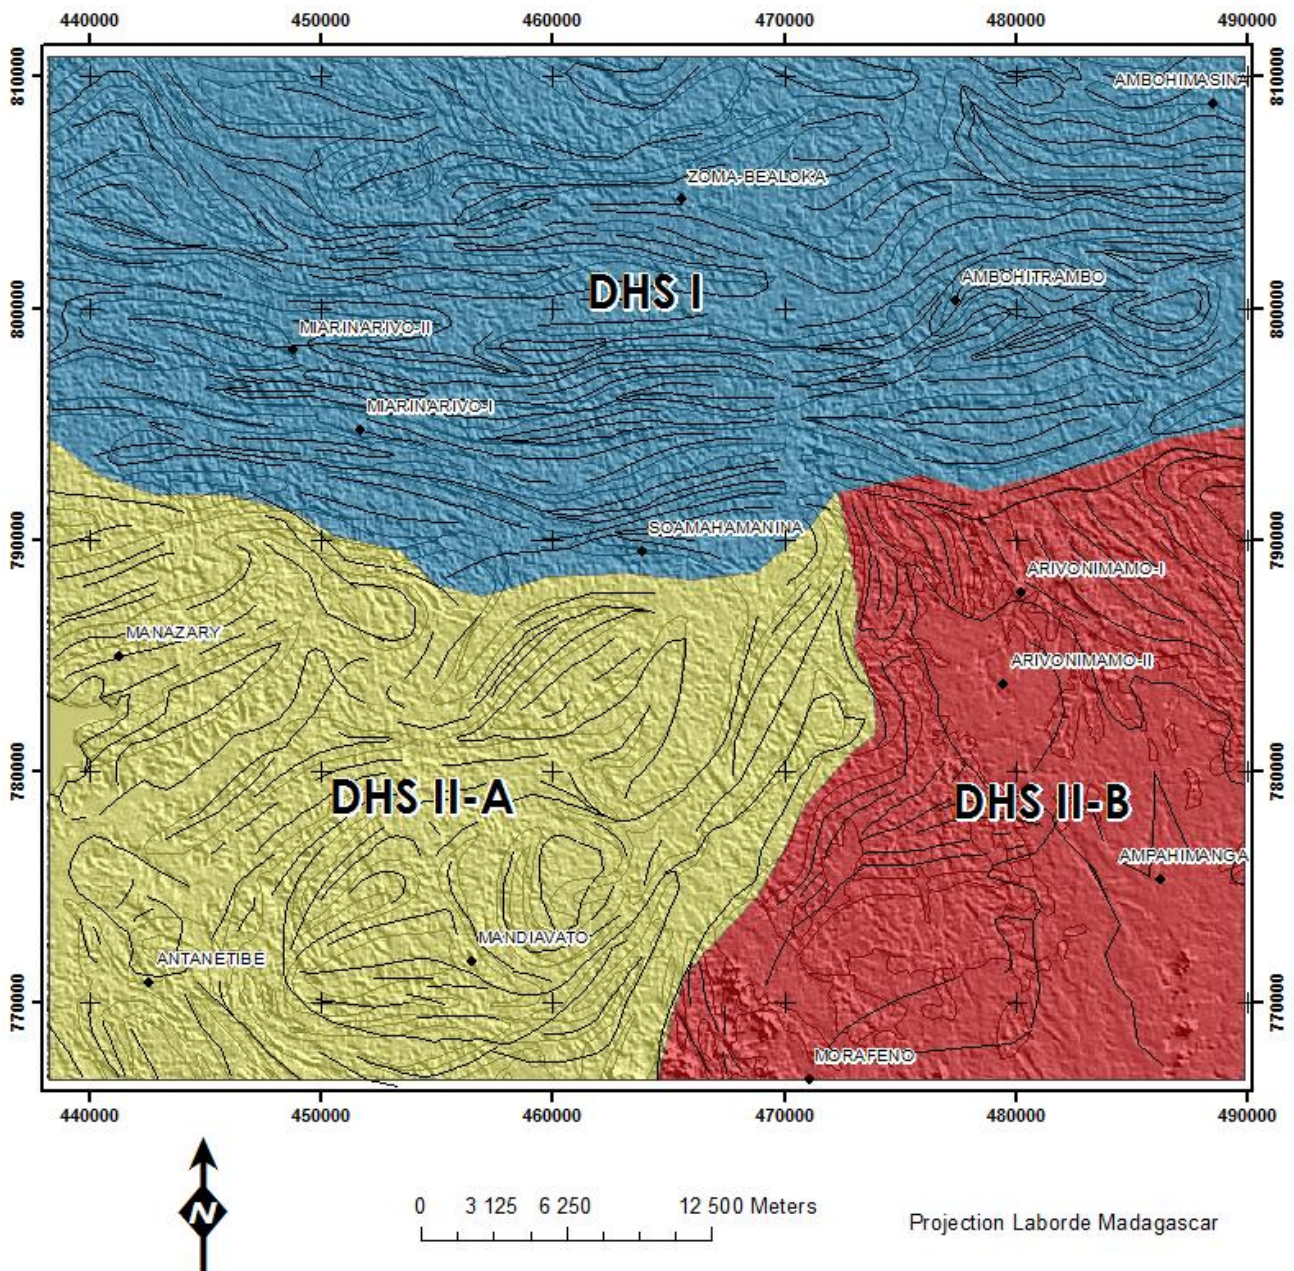 440000 450000 460000 470000 480000 490000
810000 810000
AMBOHIMASINA
ZOMA-BEALOKA
DHS I
AMBOHITRAMBO
800000 800000
MIARINARIVO-II
MIARINARIVO-I
SOAMAHAMANINA
790000 790000
ARIVONIMAMO-I
MANAZARY
ARIVONIMAMO-II
780000 780000
DHS II-A
DHS II-B
AMPAHIMANGA
MANDIAVATO
ANTANETIBE
770000 770000
MORAFENO
440000 450000 460000 470000 480000 490000
N
0 3 125 6 250 12 500 Meters
Projection Laborde Madagascar